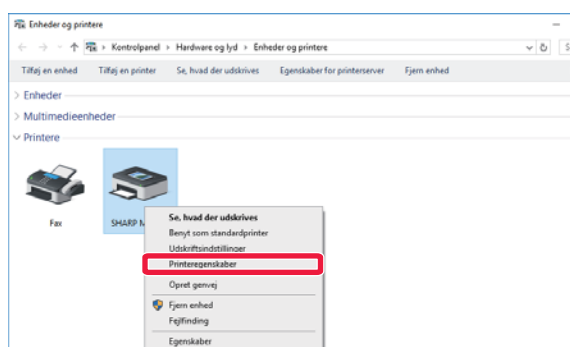 Enheder og printere
Kontrolpanel › Hardware og lyd › Enheder og printere
Tilføj en enhed Tilføj en printer Se, hvad der udskrives Egenskaber for printerserver Fjern enhed
Enheder
Multimedieenheder
Printere
Fax
SHARP
Se, hvad der udskrives
Benyt som standardprinter
Udskriftsindstillinger
Printeregenskaber
Opret genvej
Fjern enhed
Fejlfinding
Egenskaber